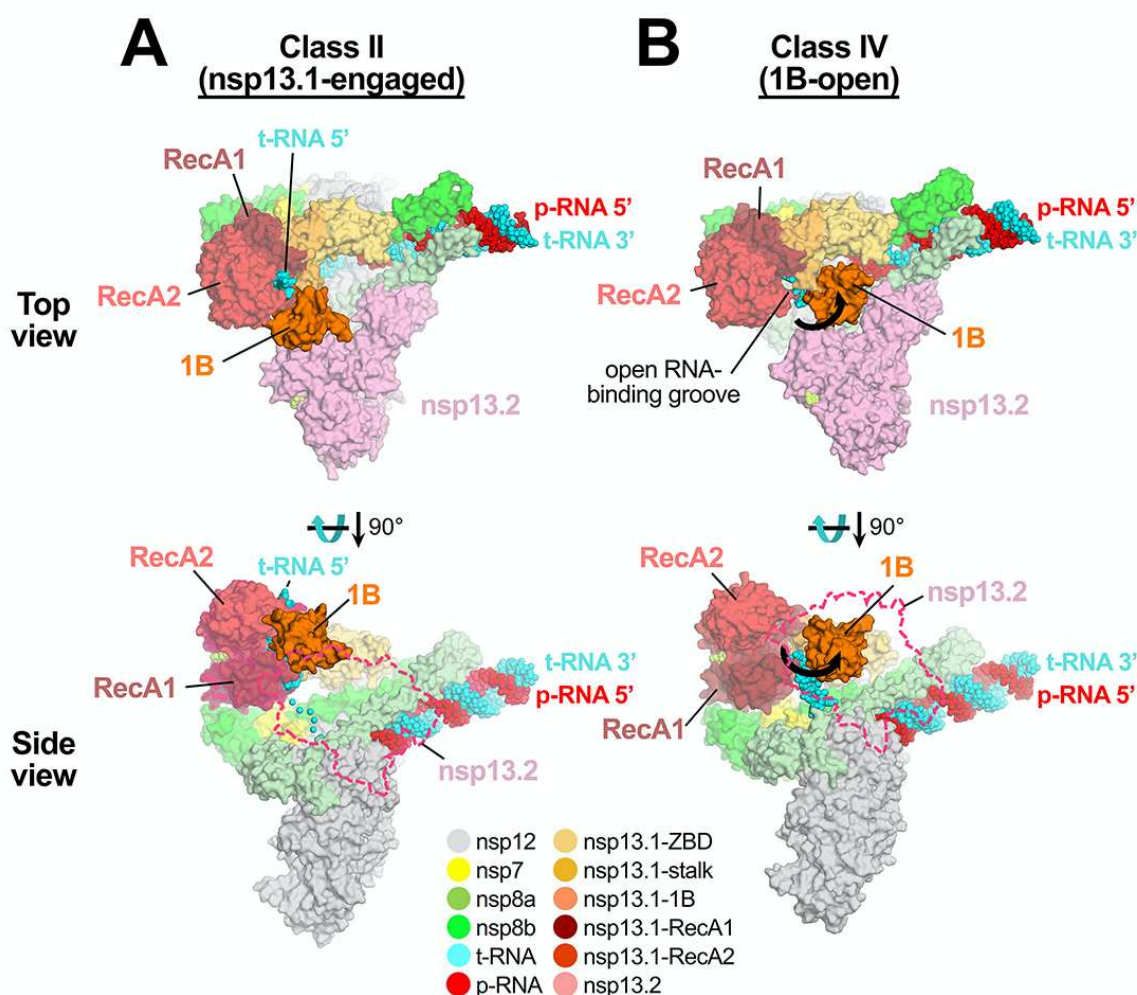 A
Class II
(nsp13.1-engaged)
t-RNA 5’
RecA1
p-RNA 5’
t-RNA 3’
RecA2
1B
nsp13.2
B
Class IV
(1B-open)
RecA1
p-RNA 5’
t-RNA 3’
RecA2
1B
open RNA-
binding groove
nsp13.2
Top
view
90°
90°
RecA2
t-RNA 5’
1B
RecA1
t-RNA 3’
p-RNA 5’
nsp13.2
RecA2
1B
nsp13.2
t-RNA 3’
p-RNA 5’
RecA1
Side
view
nsp12
nsp7
nsp8a
nsp8b
t-RNA
p-RNA
nsp13.1-ZBD
nsp13.1-stalk
nsp13.1-1B
nsp13.1-RecA1
nsp13.1-RecA2
nsp13.2